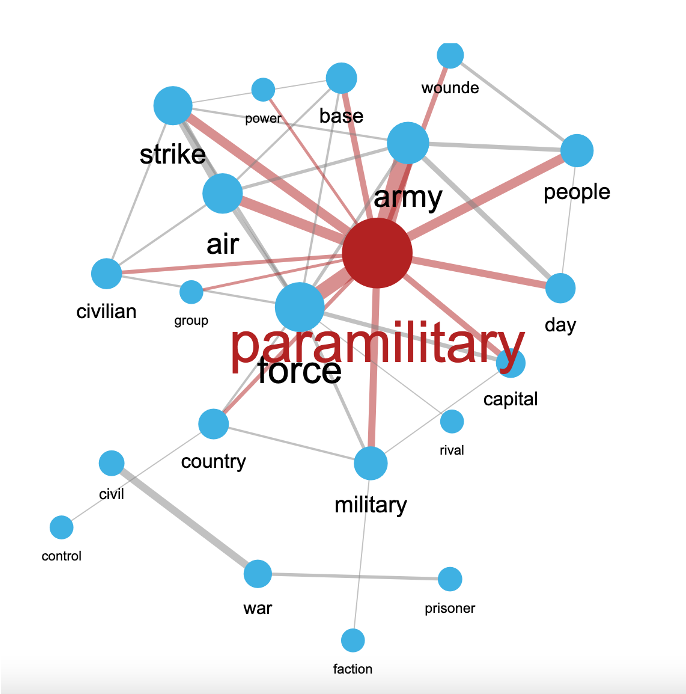 wounde
power
base
strike
people
army
air
civilian
group
day
paramilitary
force
capital
rival
country
civil
military
control
war
prisoner
faction